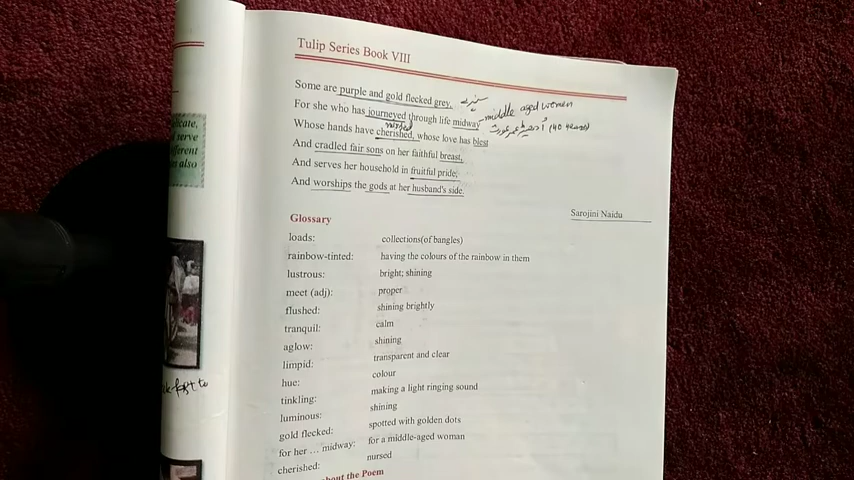 Tulip Series Book VIII
Some are purple and gold flecked grey,
middle aged women
For she who has journeyed through life midway
(40 years)
nursed
Whose hands have cherished, whose love has blest
And cradled fair sons on her faithful breast,
And serves her household in fruitful pride;
And worships the gods at her husband's side.
Sarojini Naidu
Glossary
loads: collections(of bangles)
rainbow-tinted: having the colours of the rainbow in them
lustrous: bright; shining
meet (adj): proper
flushed: shining brightly
tranquil: calm
aglow: shining
limpid: transparent and clear
hue: colour
tinkling: making a light ringing sound
luminous: shining
gold flecked: spotted with golden dots
for her ... midway: for a middle-aged woman
cherished: nursed
about the Poem